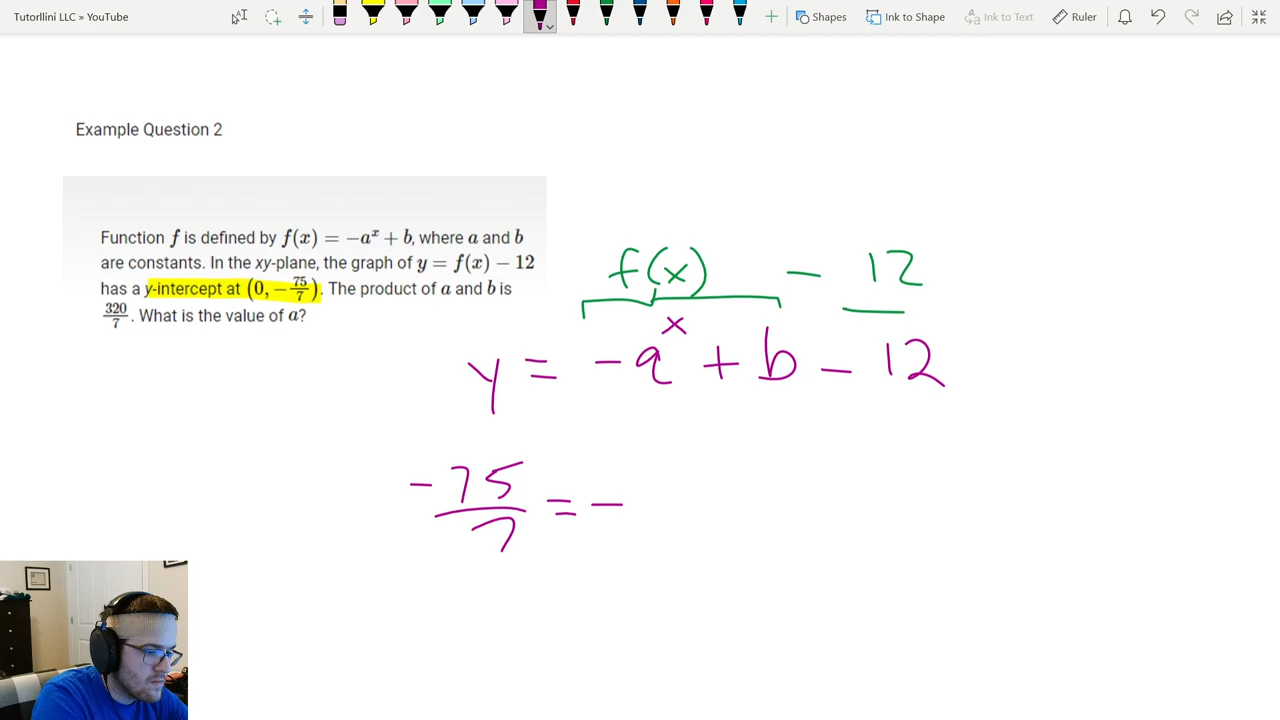 Tutorllini LLC » YouTube
Shapes
Ink to Shape
Ink to Text
Ruler
Example Question 2
Function f is defined by f(x) = −aˣ + b, where a and b
are constants. In the xy-plane, the graph of y = f(x) − 12
has a y-intercept at (0, −75/7). The product of a and b is
320/7. What is the value of a?
f(x) − 12
y = −aˣ + b − 12
−75/7 = −